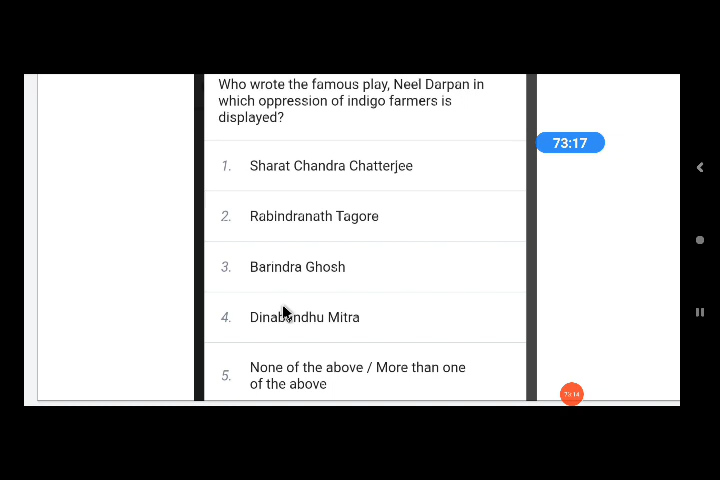 Who wrote the famous play, Neel Darpan in
which oppression of indigo farmers is
displayed?
73:17
1. Sharat Chandra Chatterjee
2. Rabindranath Tagore
3. Barindra Ghosh
4. Dinabandhu Mitra
5. None of the above / More than one
of the above
73:14